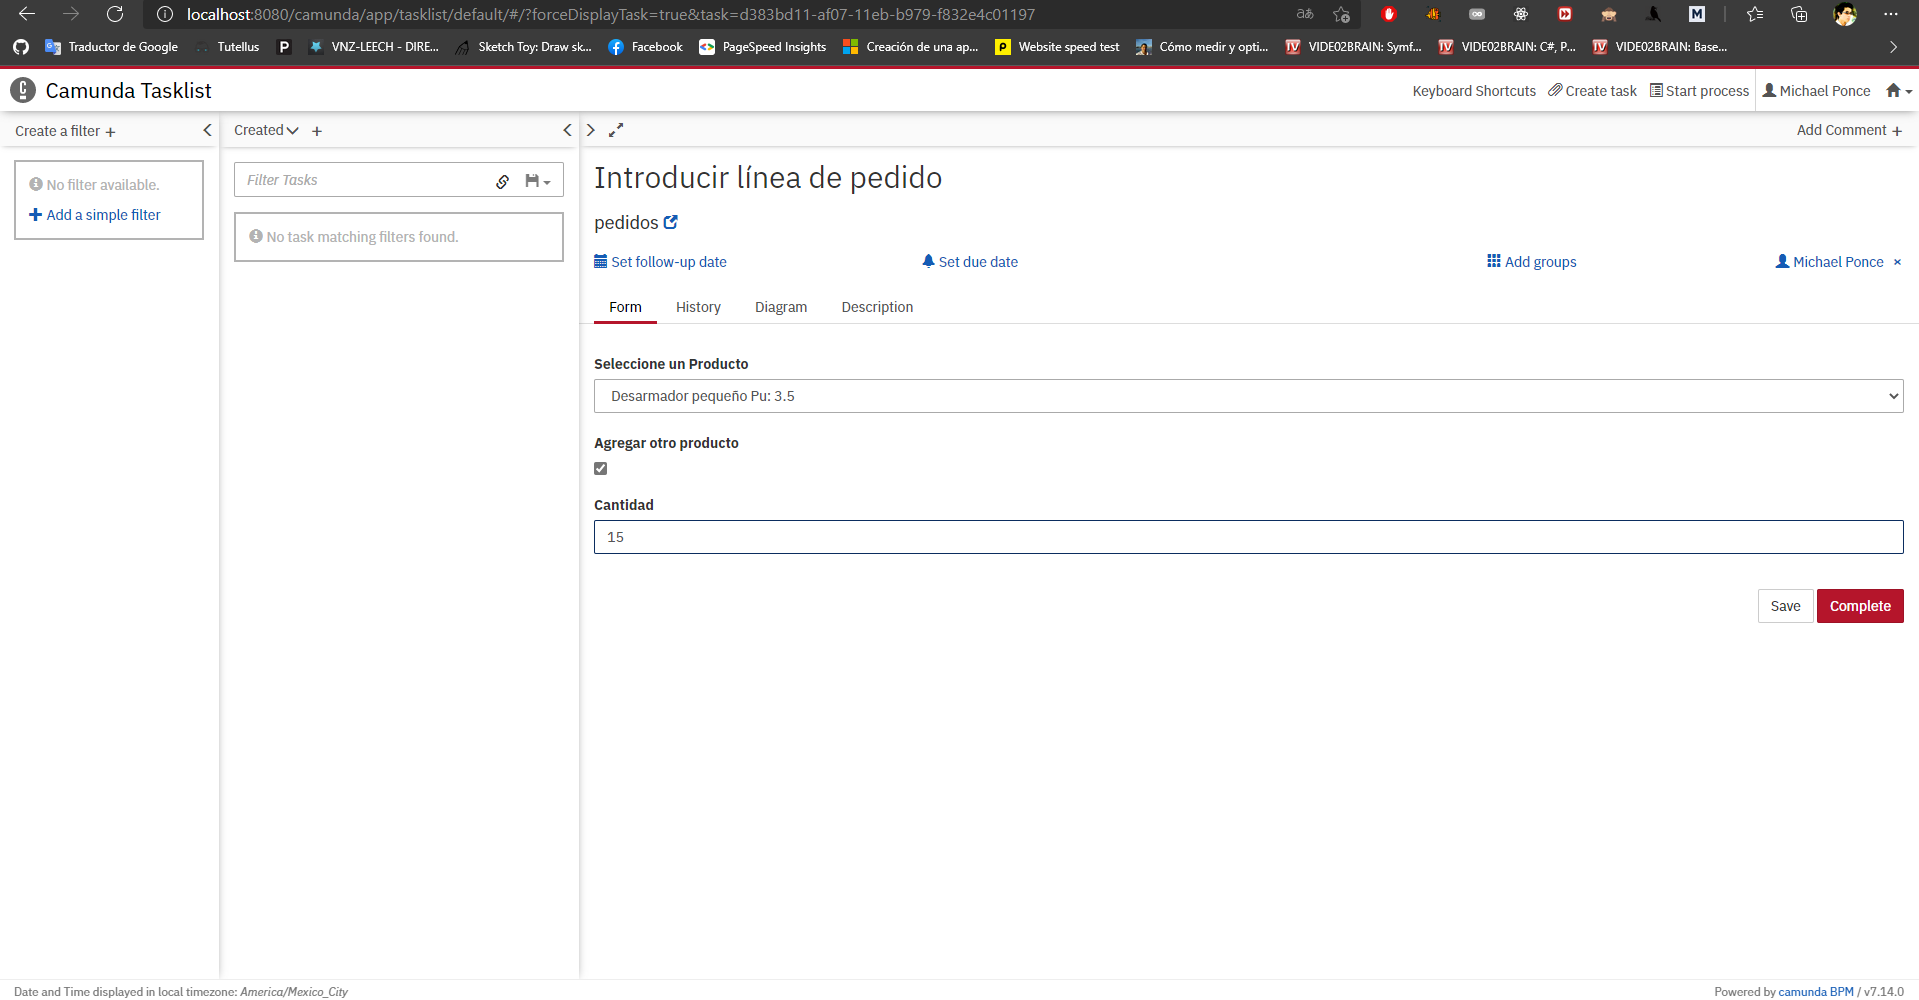 localhost:8080/camunda/app/tasklist/default/#/?forceDisplayTask=true&task=d383bd11-af07-11eb-b979-f832e4c01197
Traductor de Google Tutellus P VNZ-LEECH - DIRE... Sketch Toy: Draw sk... Facebook PageSpeed Insights Creación de una ap... Website speed test Cómo medir y opti... VIDE02BRAIN: Symf... VIDE02BRAIN: C#, P... VIDE02BRAIN: Base...
Camunda Tasklist Keyboard Shortcuts Create task Start process Michael Ponce
Create a filter + Created + Add Comment +
No filter available.
Add a simple filter
Filter Tasks
No task matching filters found.
Introducir línea de pedido
pedidos
Set follow-up date Set due date Add groups Michael Ponce ×
Form History Diagram Description
Seleccione un Producto
Desarmador pequeño Pu: 3.5
Agregar otro producto
Cantidad
15
Save Complete
Date and Time displayed in local timezone: America/Mexico_City Powered by camunda BPM / v7.14.0